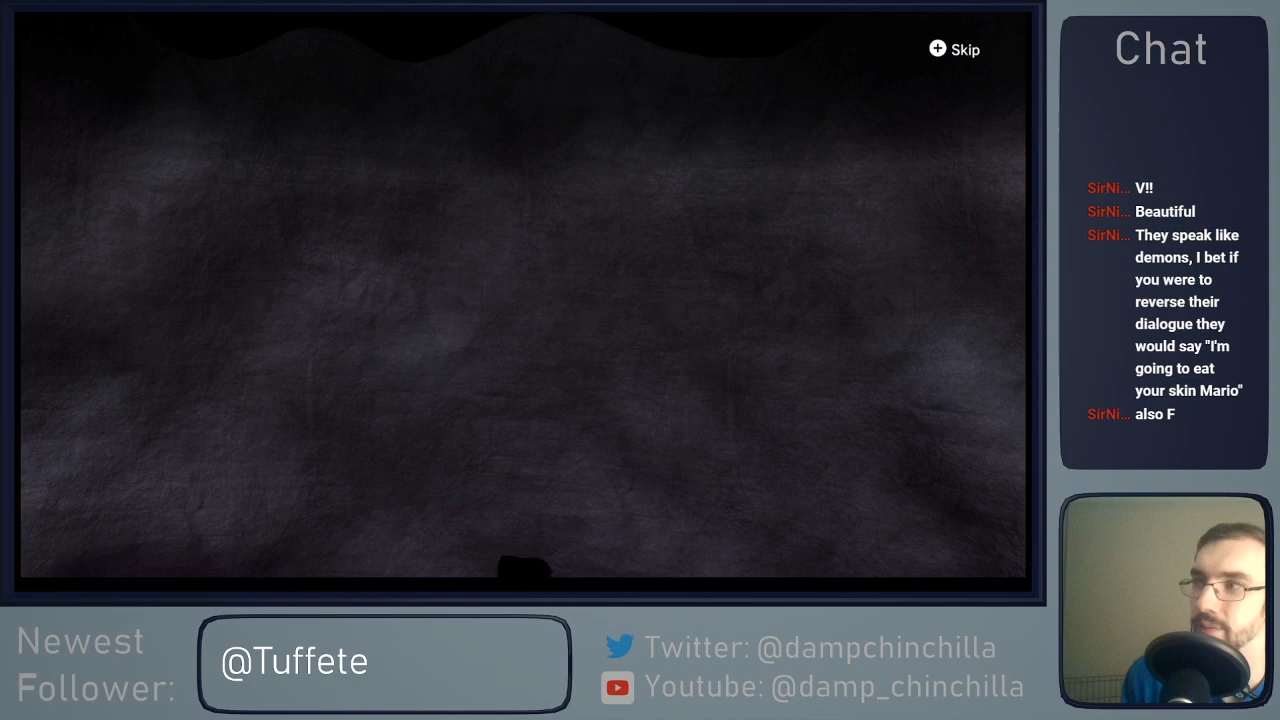 Skip
Chat
SirNi... V!!
SirNi... Beautiful
SirNi... They speak like
demons, I bet if
you were to
reverse their
dialogue they
would say "I'm
going to eat
your skin Mario"
SirNi... also F
Newest
Follower:
@Tuffete
Twitter: @dampchinchilla
Youtube: @damp_chinchilla